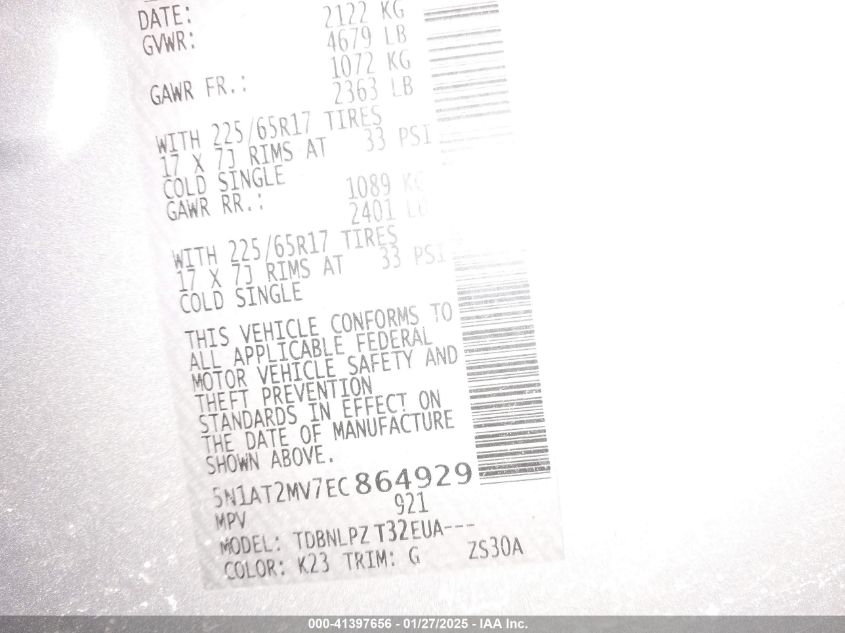 DATE: 2122 KG
GVWR: 4679 LB
1072 KG
GAWR FR.: 2363 LB
WITH 225/65R17 TIRES
17 X 7J RIMS AT 33 PSI
COLD SINGLE
1089 KG
GAWR RR.: 2401 LB
WITH 225/65R17 TIRES
17 X 7J RIMS AT 33 PSI
COLD SINGLE
THIS VEHICLE CONFORMS TO
ALL APPLICABLE FEDERAL
MOTOR VEHICLE SAFETY AND
THEFT PREVENTION
STANDARDS IN EFFECT ON
THE DATE OF MANUFACTURE
SHOWN ABOVE.
5N1AT2MV7EC864929
MPV 921
MODEL: TDBNLPZ T32EUA---
COLOR: K23 TRIM: G ZS30A
000-41397656 - 01/27/2025 - IAA Inc.